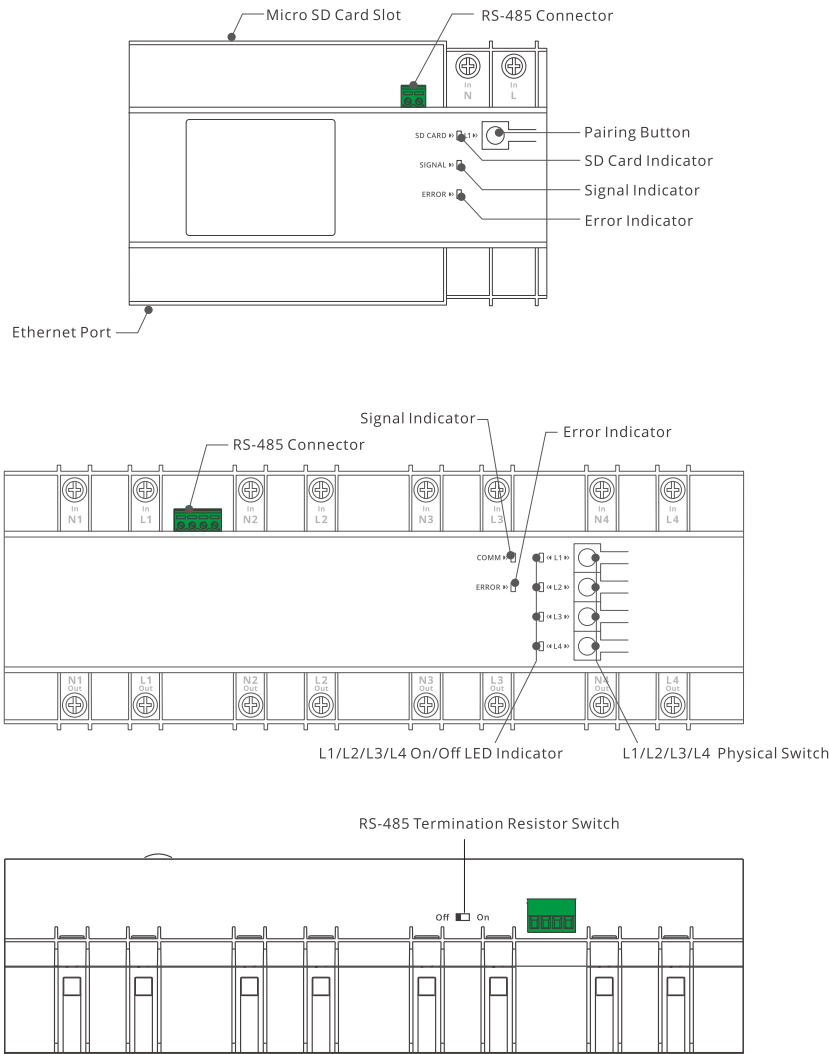 Micro SD Card Slot
RS-485 Connector
In
N
In
L
SD CARD
L1
Pairing Button
SD Card Indicator
SIGNAL
Signal Indicator
ERROR
Error Indicator
Ethernet Port
Signal Indicator
Error Indicator
RS-485 Connector
In In In In In In In In
N1 L1 N2 L2 N3 L3 N4 L4
COMM
L1
ERROR
L2
L3
L4
N1 L1 N2 L2 N3 L3 N4 L4
Out Out Out Out Out Out Out Out
L1/L2/L3/L4 On/Off LED Indicator
L1/L2/L3/L4 Physical Switch
RS-485 Termination Resistor Switch
Off On